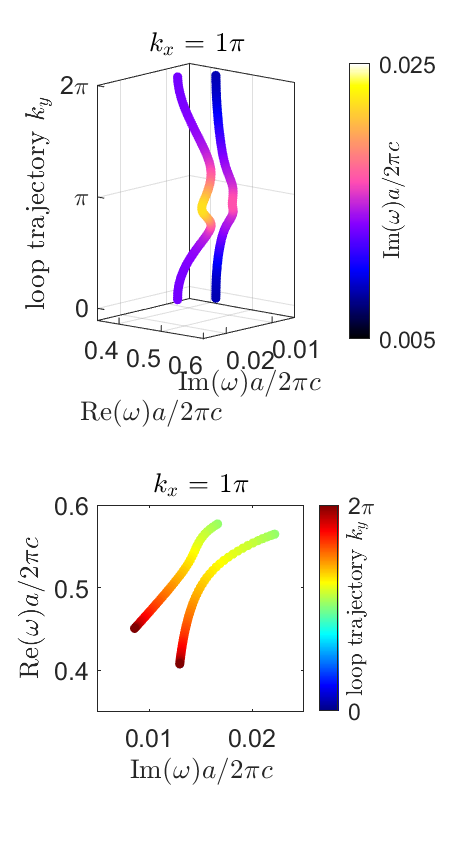 k_x = 1π
2π
π
0
loop trajectory k_y
0.4 0.5 0.6
Re(ω)a/2πc
0.02 0.01
Im(ω)a/2πc
0.025
0.005
Im(ω)a/2πc
k_x = 1π
0.6
0.5
0.4
Re(ω)a/2πc
0.01 0.02
Im(ω)a/2πc
2π
0
loop trajectory k_y